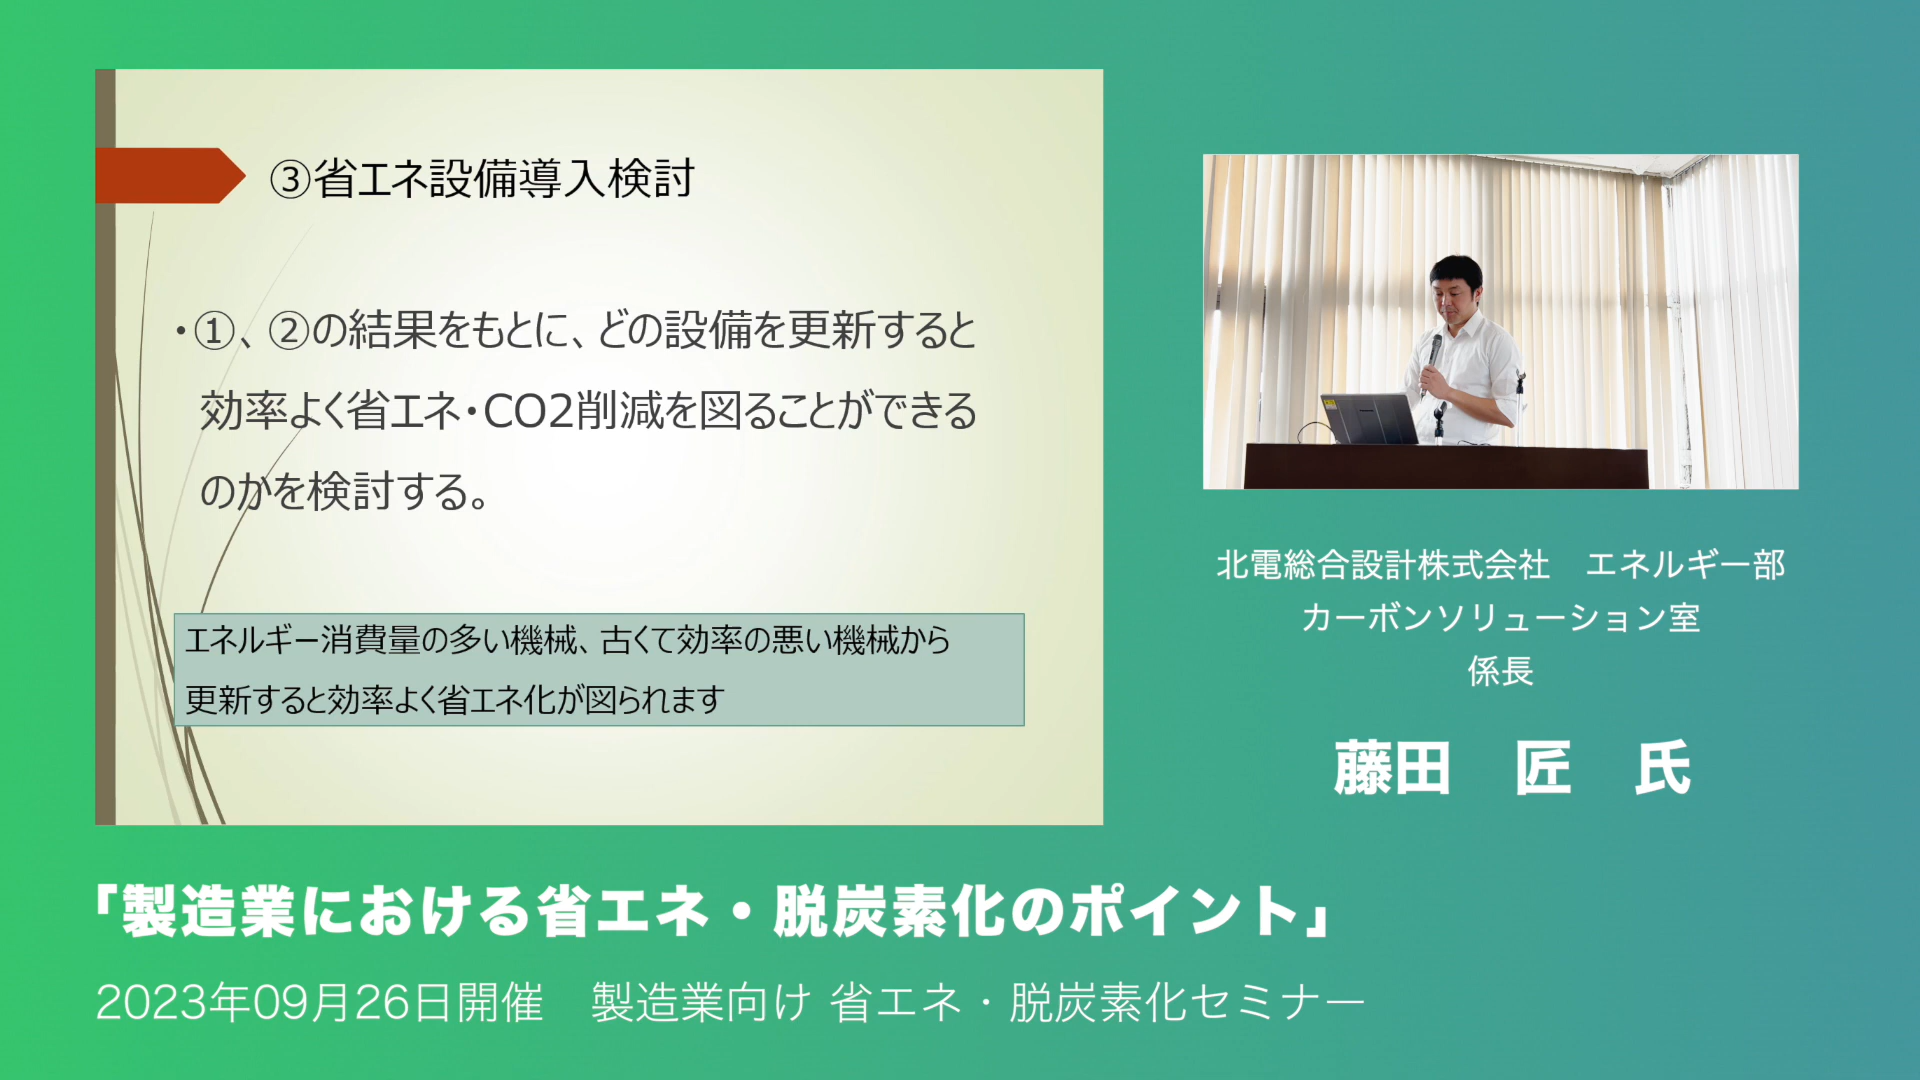 ③省エネ設備導入検討
・①、②の結果をもとに、どの設備を更新すると
効率よく省エネ・CO2削減を図ることができる
のかを検討する。
エネルギー消費量の多い機械、古くて効率の悪い機械から
更新すると効率よく省エネ化が図られます
北電総合設計株式会社　エネルギー部
カーボンソリューション室
係長
藤田　匠　氏
「製造業における省エネ・脱炭素化のポイント」
2023年09月26日開催　製造業向け 省エネ・脱炭素化セミナー